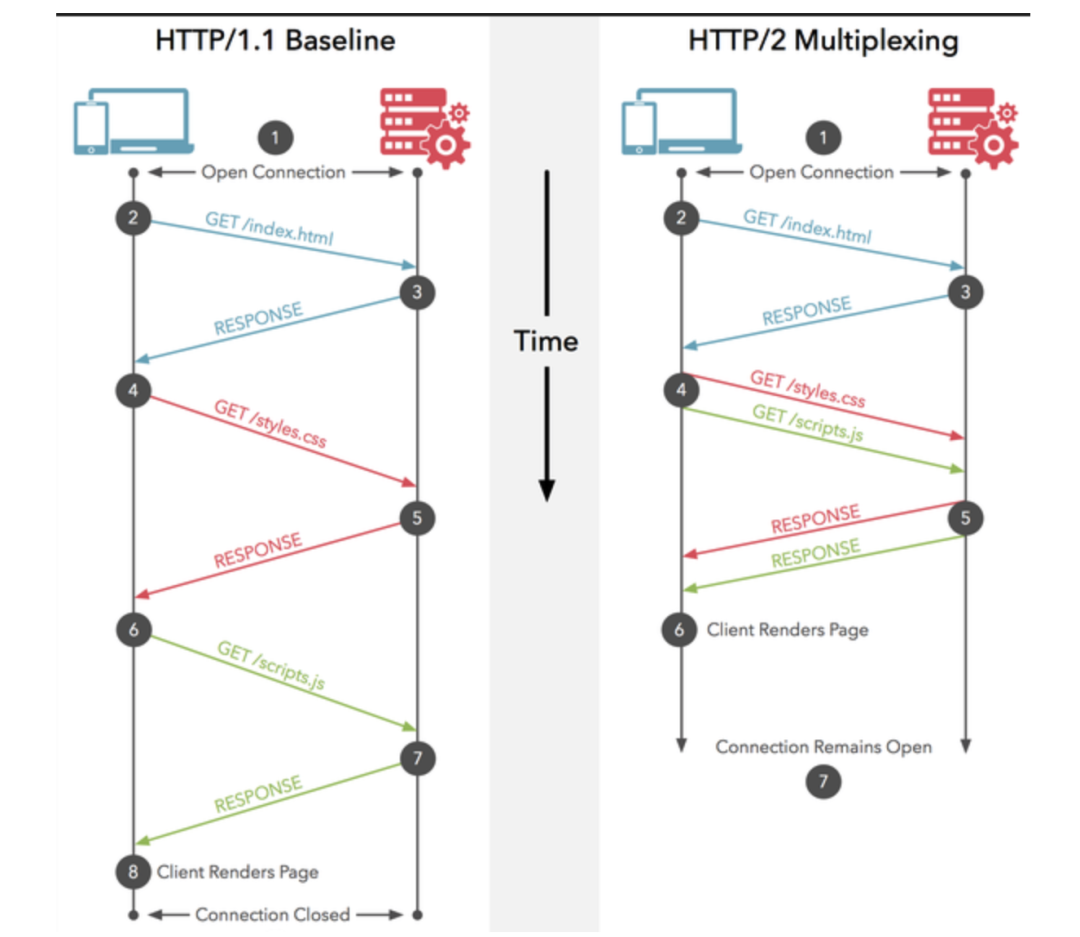 HTTP/1.1 Baseline
1
Open Connection
2
GET /index.html
3
RESPONSE
4
GET /styles.css
5
RESPONSE
6
GET /scripts.js
7
RESPONSE
8 Client Renders Page
Connection Closed
Time
HTTP/2 Multiplexing
1
Open Connection
2
GET /index.html
3
RESPONSE
4
GET /styles.css
GET /scripts.js
5
RESPONSE
RESPONSE
6 Client Renders Page
Connection Remains Open
7